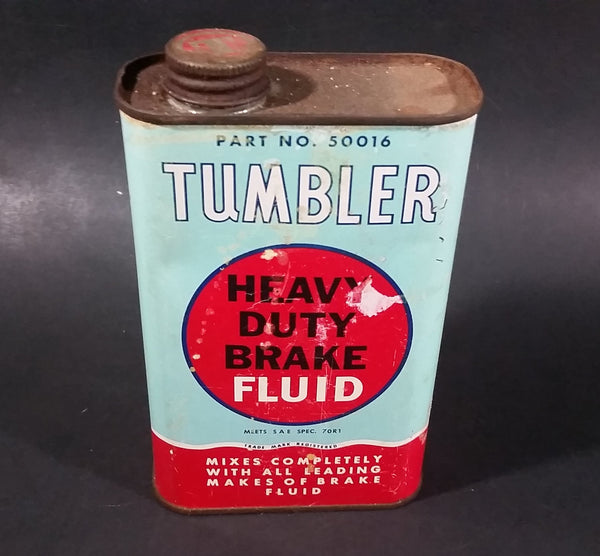 PART NO. 50016
TUMBLER
HEAVY
DUTY
BRAKE
FLUID
MEETS S A E SPEC. 70R1
TRADE MARK REGISTERED
MIXES COMPLETELY
WITH ALL LEADING
MAKES OF BRAKE
FLUID